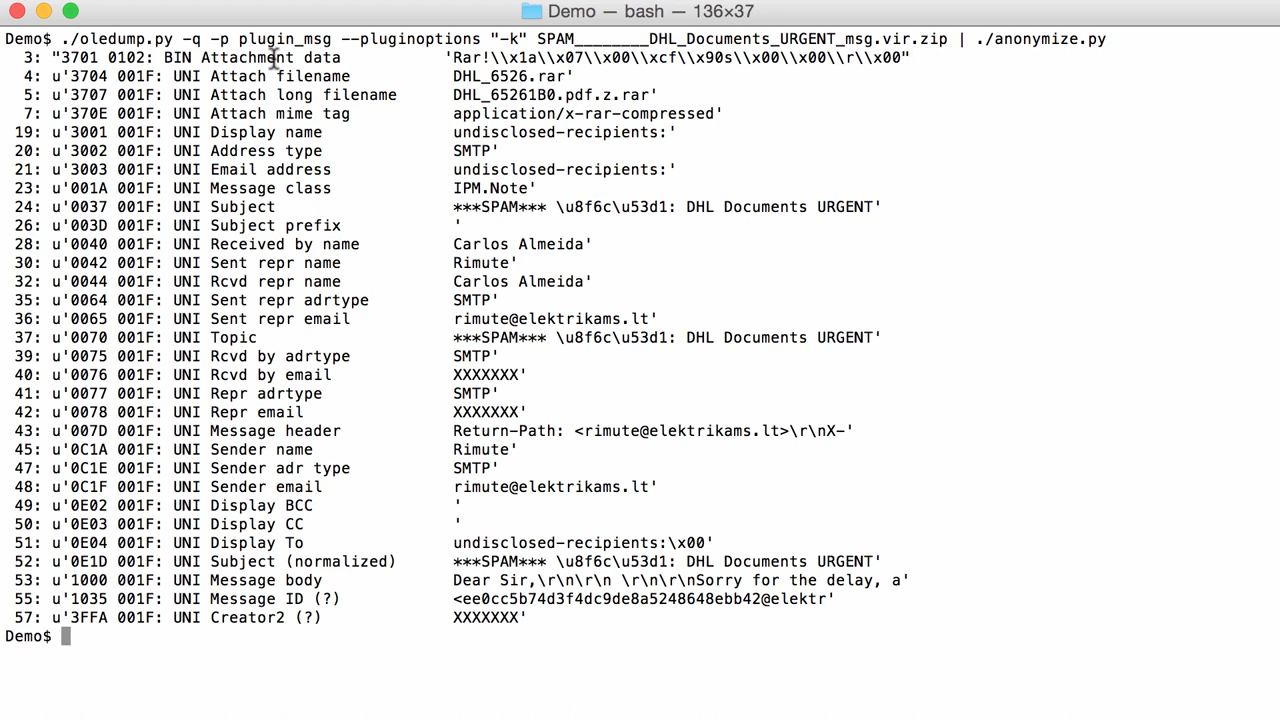 Demo — bash — 136×37
Demo$ ./oledump.py -q -p plugin_msg --pluginoptions "-k" SPAM________DHL_Documents_URGENT_msg.vir.zip | ./anonymize.py
3: "3701 0102: BIN Attachment data 'Rar!\\x1a\\x07\\x00\\xcf\\x90s\\x00\\x00\\r\\x00"
4: u'3704 001F: UNI Attach filename DHL_6526.rar'
5: u'3707 001F: UNI Attach long filename DHL_65261B0.pdf.z.rar'
7: u'370E 001F: UNI Attach mime tag application/x-rar-compressed'
19: u'3001 001F: UNI Display name undisclosed-recipients:'
20: u'3002 001F: UNI Address type SMTP'
21: u'3003 001F: UNI Email address undisclosed-recipients:'
23: u'001A 001F: UNI Message class IPM.Note'
24: u'0037 001F: UNI Subject ***SPAM*** \u8f6c\u53d1: DHL Documents URGENT'
26: u'003D 001F: UNI Subject prefix '
28: u'0040 001F: UNI Received by name Carlos Almeida'
30: u'0042 001F: UNI Sent repr name Rimute'
32: u'0044 001F: UNI Rcvd repr name Carlos Almeida'
35: u'0064 001F: UNI Sent repr adrtype SMTP'
36: u'0065 001F: UNI Sent repr email rimute@elektrikams.lt'
37: u'0070 001F: UNI Topic ***SPAM*** \u8f6c\u53d1: DHL Documents URGENT'
39: u'0075 001F: UNI Rcvd by adrtype SMTP'
40: u'0076 001F: UNI Rcvd by email XXXXXXX'
41: u'0077 001F: UNI Repr adrtype SMTP'
42: u'0078 001F: UNI Repr email XXXXXXX'
43: u'007D 001F: UNI Message header Return-Path: <rimute@elektrikams.lt>\r\nX-'
45: u'0C1A 001F: UNI Sender name Rimute'
47: u'0C1E 001F: UNI Sender adr type SMTP'
48: u'0C1F 001F: UNI Sender email rimute@elektrikams.lt'
49: u'0E02 001F: UNI Display BCC '
50: u'0E03 001F: UNI Display CC '
51: u'0E04 001F: UNI Display To undisclosed-recipients:\x00'
52: u'0E1D 001F: UNI Subject (normalized) ***SPAM*** \u8f6c\u53d1: DHL Documents URGENT'
53: u'1000 001F: UNI Message body Dear Sir,\r\n\r\n \r\n\r\nSorry for the delay, a'
55: u'1035 001F: UNI Message ID (?) <ee0cc5b74d3f4dc9de8a5248648ebb42@elektr'
57: u'3FFA 001F: UNI Creator2 (?) XXXXXXX'
Demo$